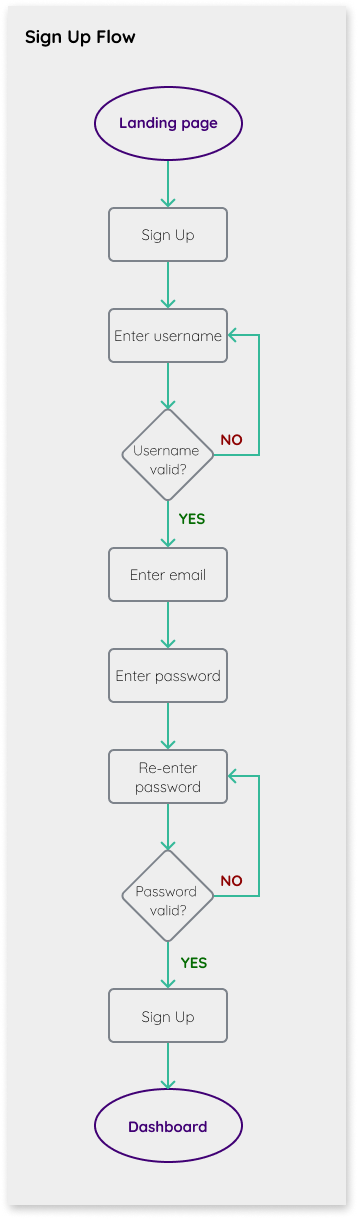 Sign Up Flow
Landing page
Sign Up
Enter username
NO
Username
valid?
YES
Enter email
Enter password
Re-enter
password
NO
Password
valid?
YES
Sign Up
Dashboard